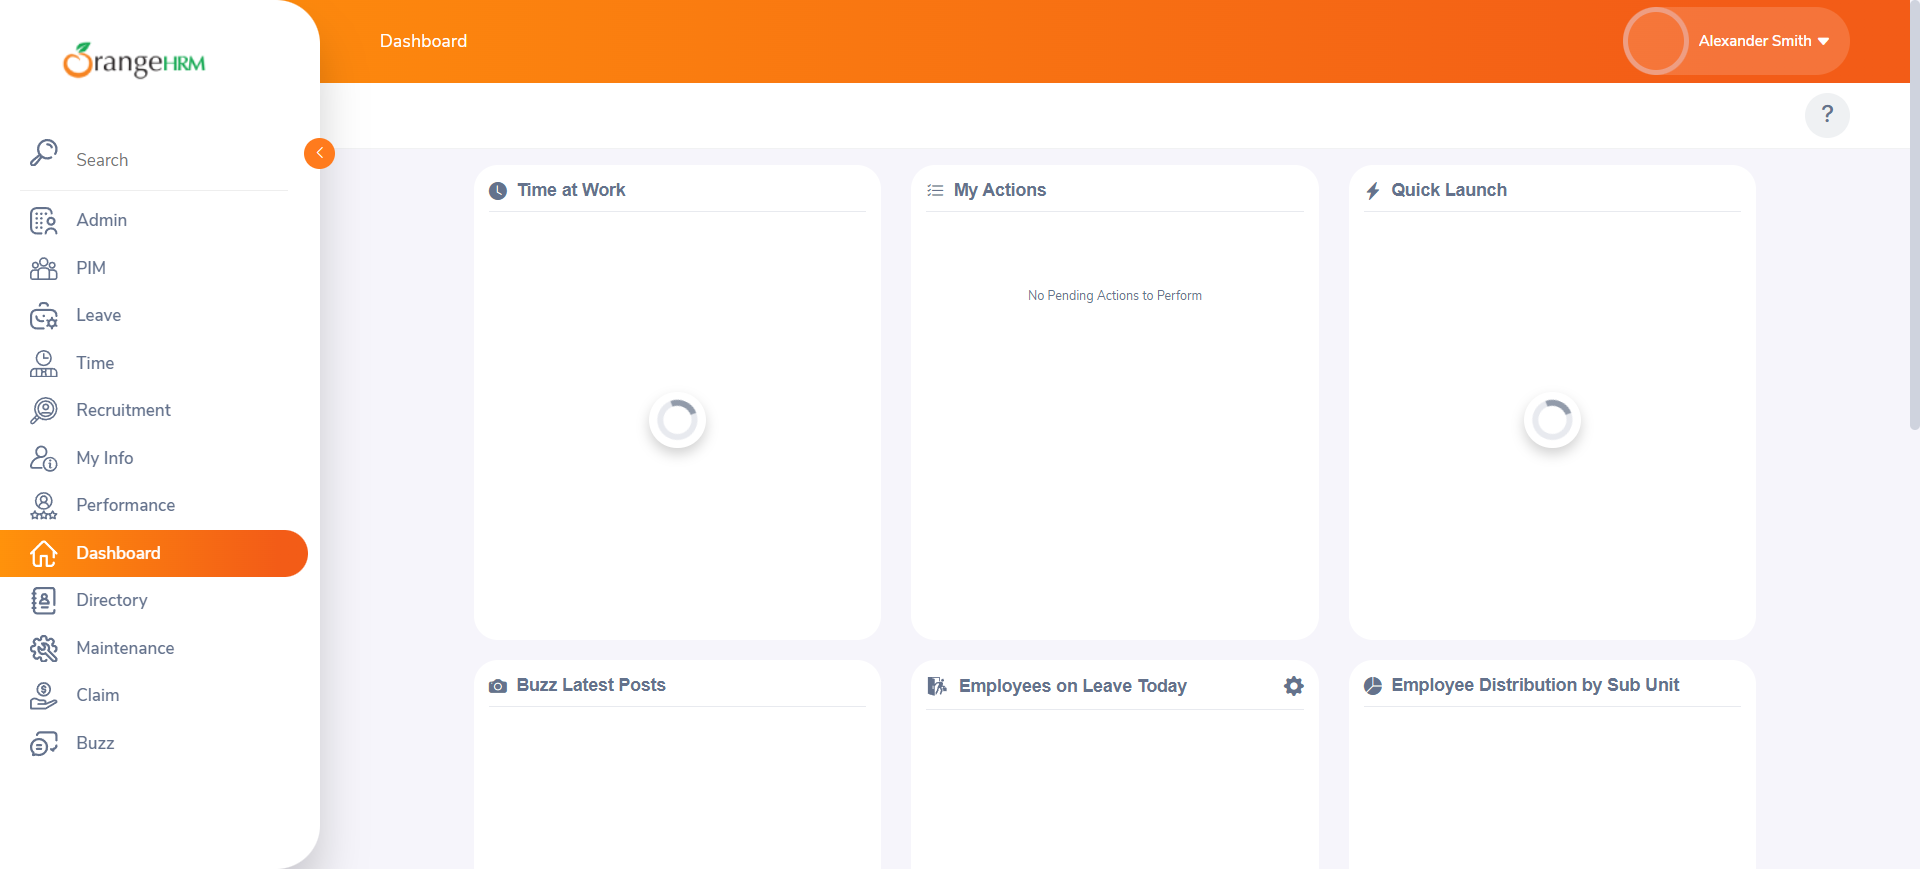 OrangeHRM
Dashboard
Alexander Smith
?
Search
Admin
PIM
Leave
Time
Recruitment
My Info
Performance
Dashboard
Directory
Maintenance
Claim
Buzz
Time at Work
My Actions
No Pending Actions to Perform
Quick Launch
Buzz Latest Posts
Employees on Leave Today
Employee Distribution by Sub Unit